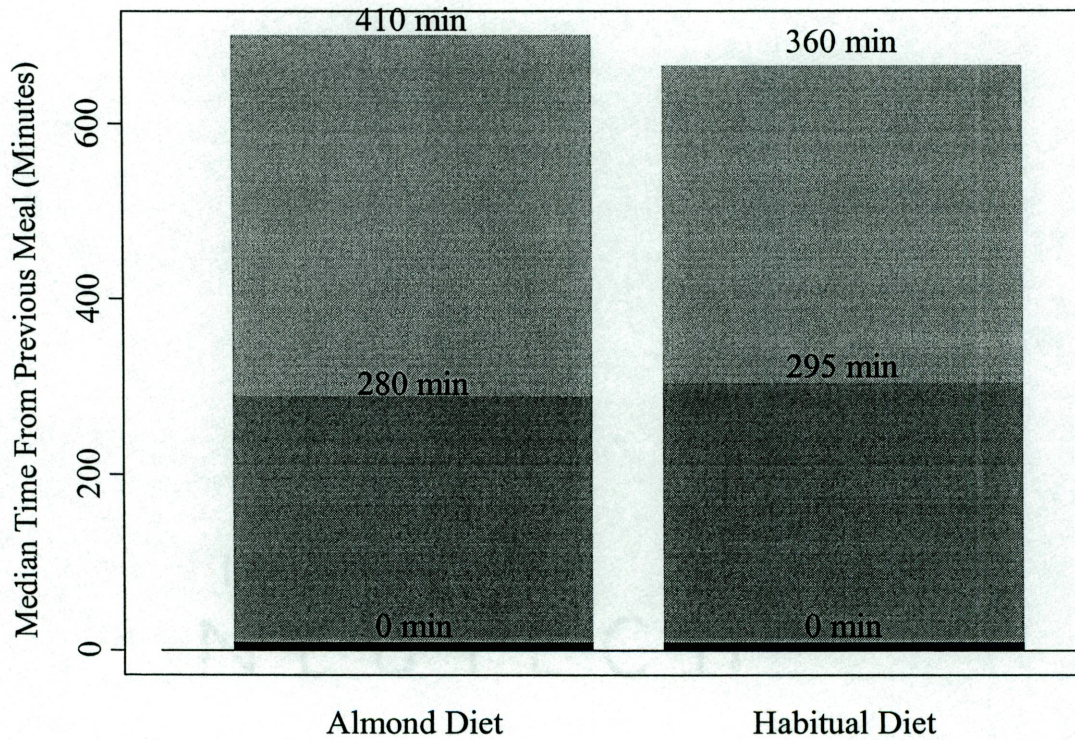 Median Time From Previous Meal (Minutes)
600
400
200
0
410 min
360 min
280 min
295 min
0 min
0 min
Almond Diet
Habitual Diet